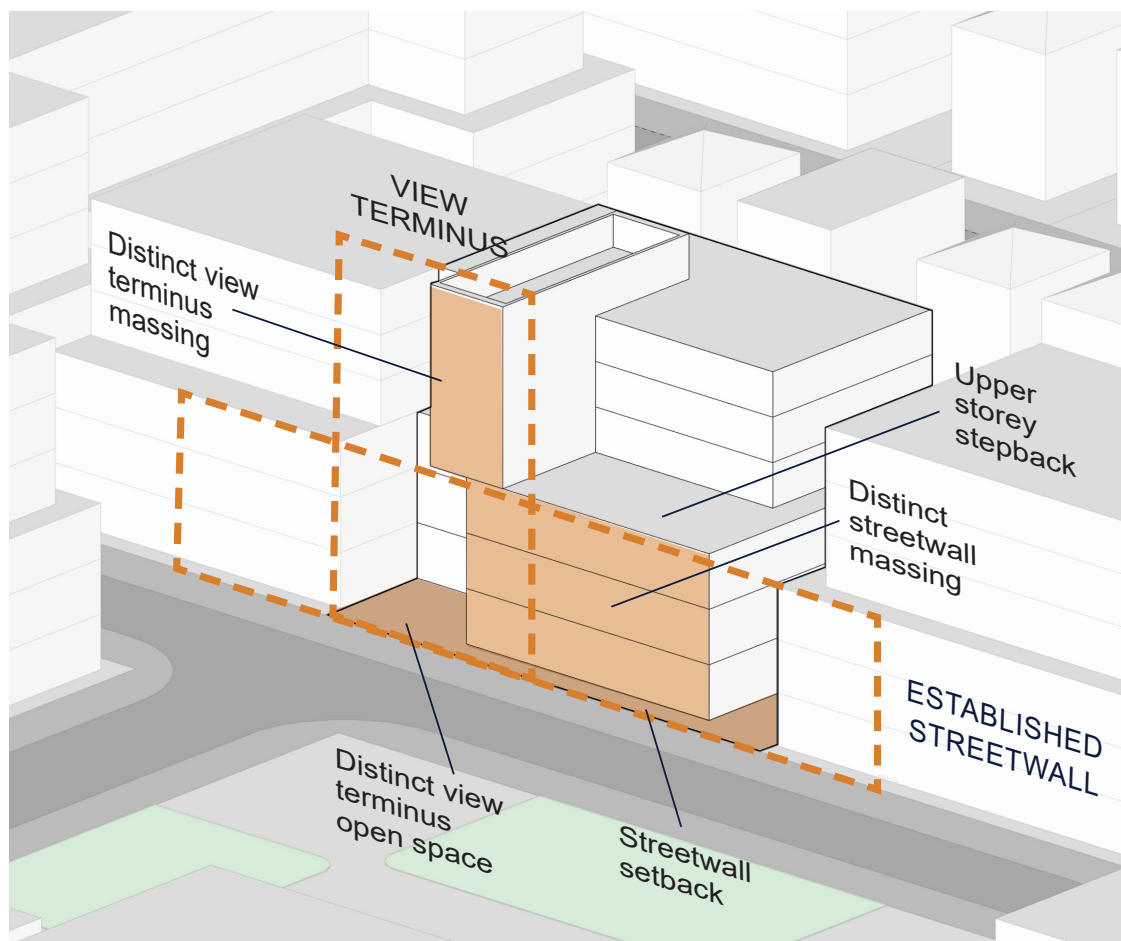 VIEW
TERMINUS
Distinct view
terminus
massing
Upper
storey
stepback
Distinct
streetwall
massing
ESTABLISHED
STREETWALL
Distinct view
terminus
open space
Streetwall
setback